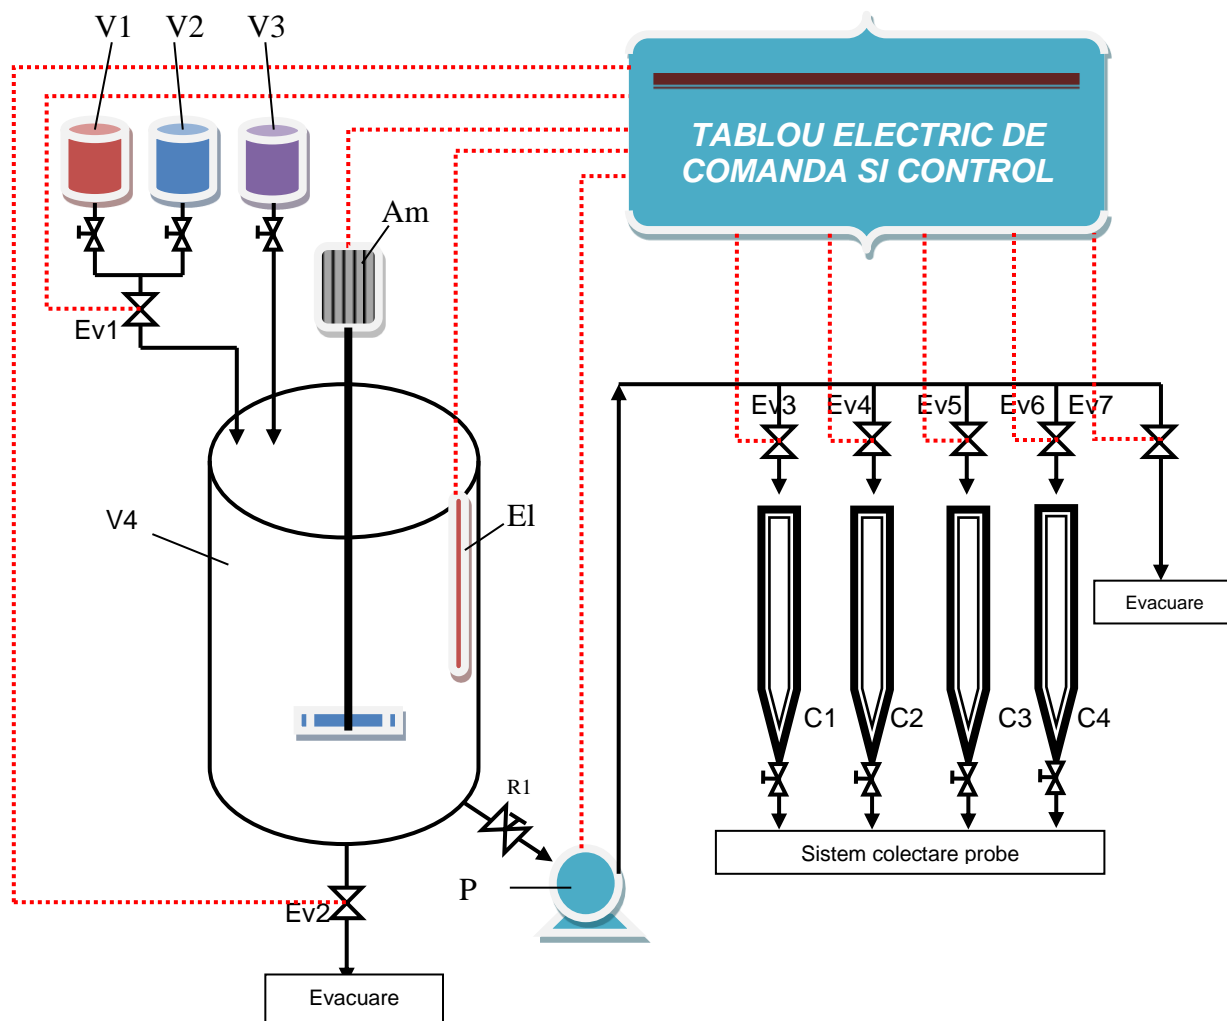 V1
V2
V3
TABLOU ELECTRIC DE
COMANDA SI CONTROL
Am
Ev1
Ev3
Ev4
Ev5
Ev6
Ev7
V4
El
Evacuare
C1
C2
C3
C4
R1
Sistem colectare probe
P
Ev2
Evacuare